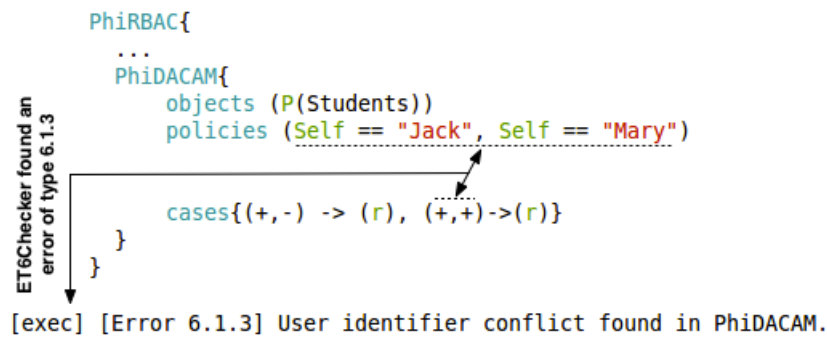 PhiRBAC{
...
PhiDACAM{
objects (P(Students))
policies (Self == "Jack", Self == "Mary")
ET6Checker found an
error of type 6.1.3
cases{(+,-) -> (r), (+,+)->(r)}
}
}
[exec] [Error 6.1.3] User identifier conflict found in PhiDACAM.